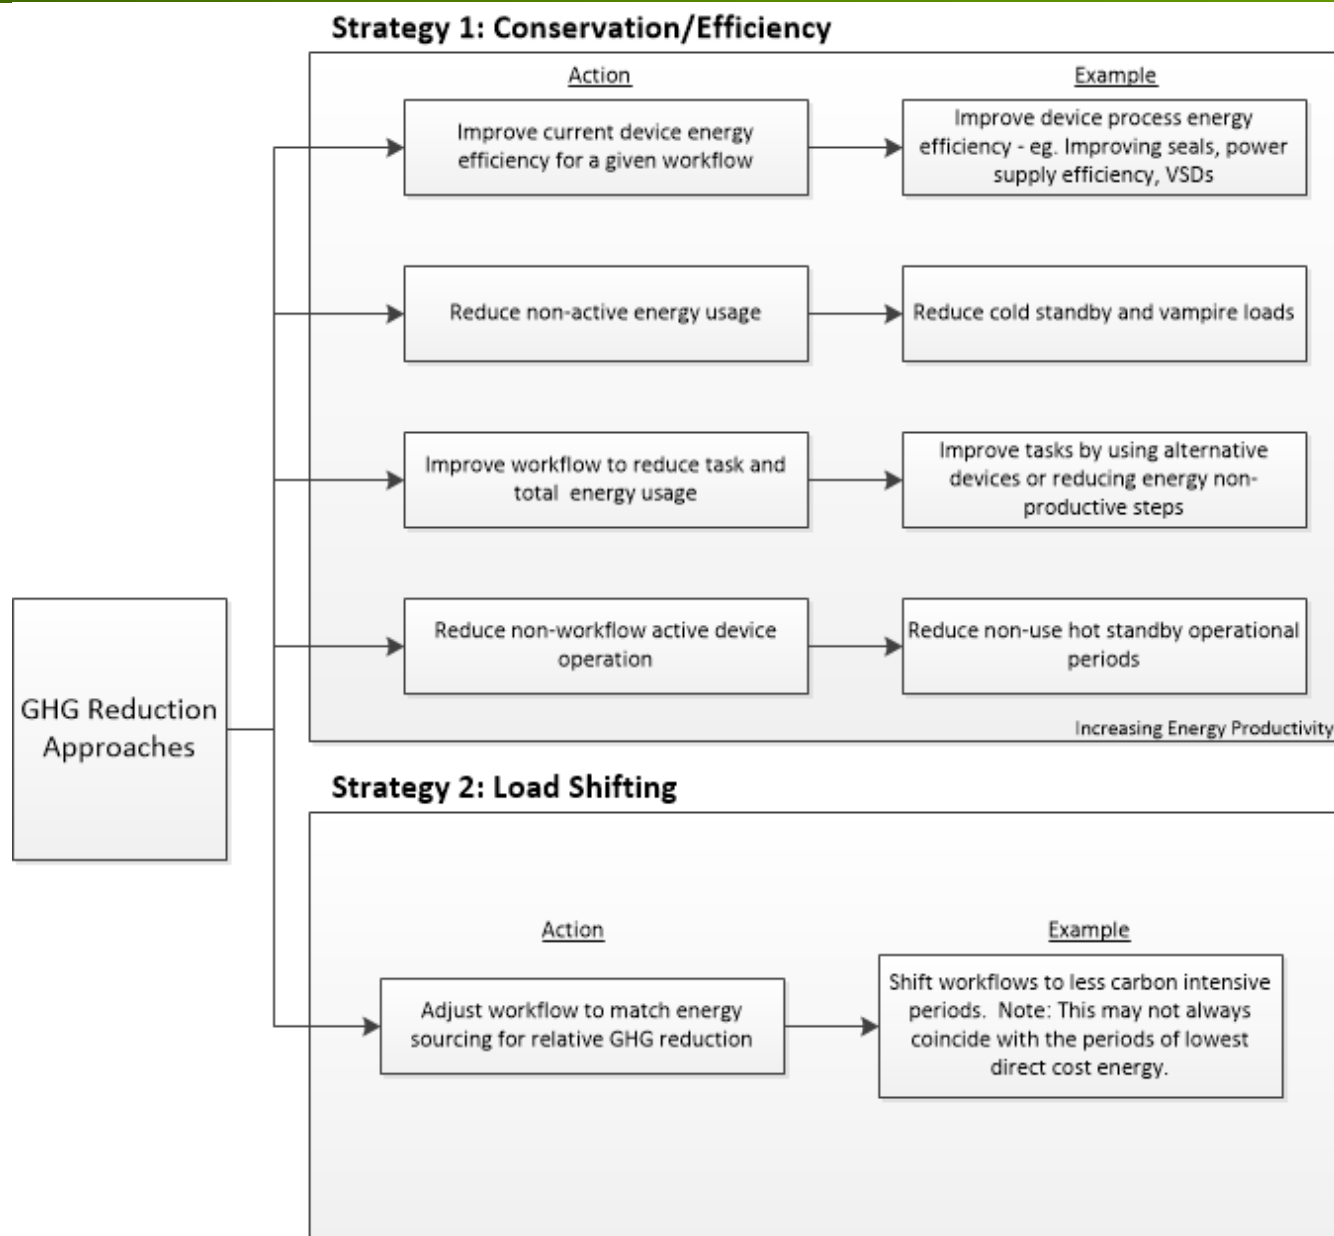 Strategy 1: Conservation/Efficiency
Action
Example
Improve current device energy
efficiency for a given workflow
Improve device process energy
efficiency - eg. Improving seals, power
supply efficiency, VSDs
Reduce non-active energy usage
Reduce cold standby and vampire loads
Improve workflow to reduce task and
total  energy usage
Improve tasks by using alternative
devices or reducing energy non-
productive steps
Reduce non-workflow active device
operation
Reduce non-use hot standby operational
periods
GHG Reduction
Approaches
Increasing Energy Productivity
Strategy 2: Load Shifting
Action
Example
Adjust workflow to match energy
sourcing for relative GHG reduction
Shift workflows to less carbon intensive
periods.  Note: This may not always
coincide with the periods of lowest
direct cost energy.